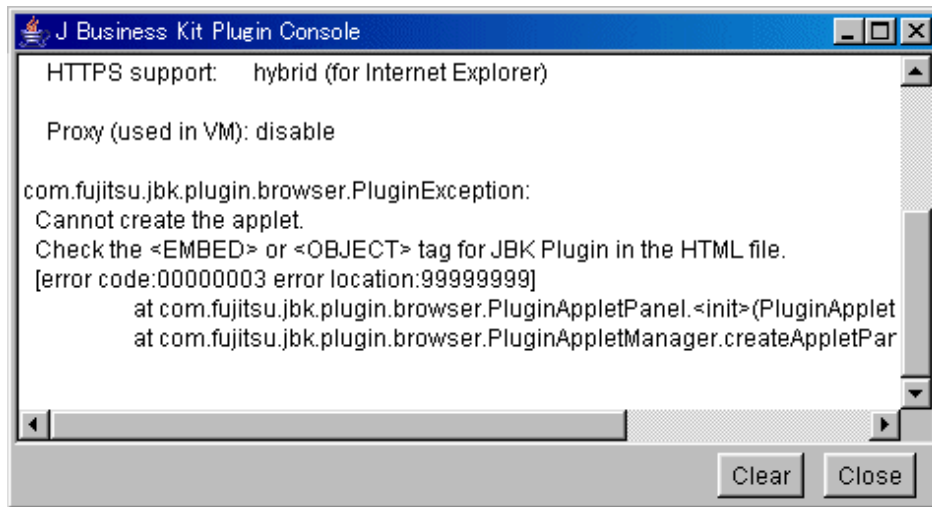 J Business Kit Plugin Console
HTTPS support: hybrid (for Internet Explorer)
Proxy (used in VM): disable
com.fujitsu.jbk.plugin.browser.PluginException:
Cannot create the applet.
Check the <EMBED> or <OBJECT> tag for JBK Plugin in the HTML file.
[error code:00000003 error location:99999999]
at com.fujitsu.jbk.plugin.browser.PluginAppletPanel.<init>(PluginApplet
at com.fujitsu.jbk.plugin.browser.PluginAppletManager.createAppletPar
Clear Close